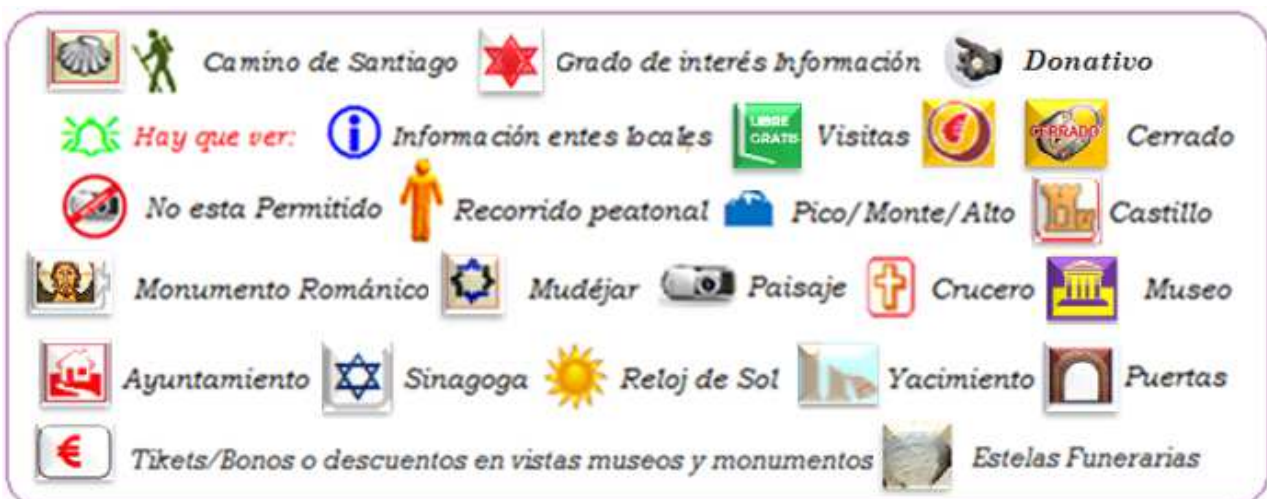 Camino de Santiago Grado de interés Información Donativo
Hay que ver: i Información entes locales LIBRE GRATIS Visitas € CERRADO Cerrado
No esta Permitido Recorrido peatonal Pico/Monte/Alto Castillo
Monumento Románico Mudéjar Paisaje Crucero Museo
Ayuntamiento Sinagoga Reloj de Sol Yacimiento Puertas
€ Tikets/Bonos o descuentos en vistas museos y monumentos Estelas Funerarias